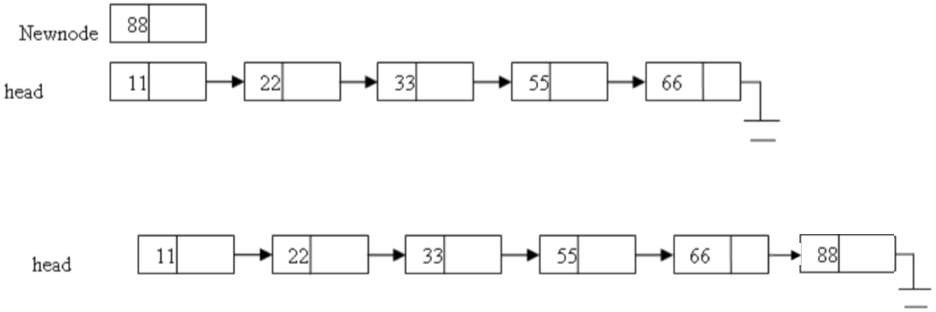 Newnode 88
head 11 22 33 55 66
head 11 22 33 55 66 88